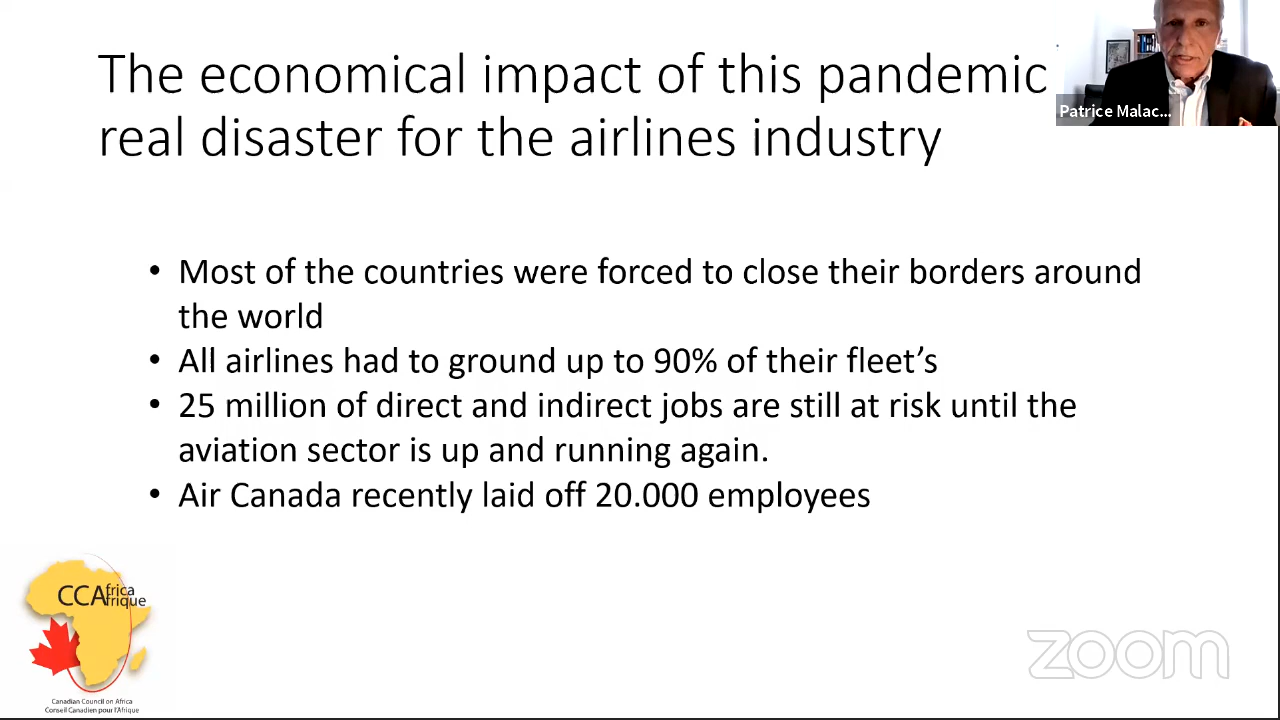 The economical impact of this pandemic
real disaster for the airlines industry
Patrice Malac...
• Most of the countries were forced to close their borders around
the world
• All airlines had to ground up to 90% of their fleet’s
• 25 million of direct and indirect jobs are still at risk until the
aviation sector is up and running again.
• Air Canada recently laid off 20.000 employees
CCAfrica
frique
Canadian Council on Africa
Conseil Canadien pour l'Afrique
zoom